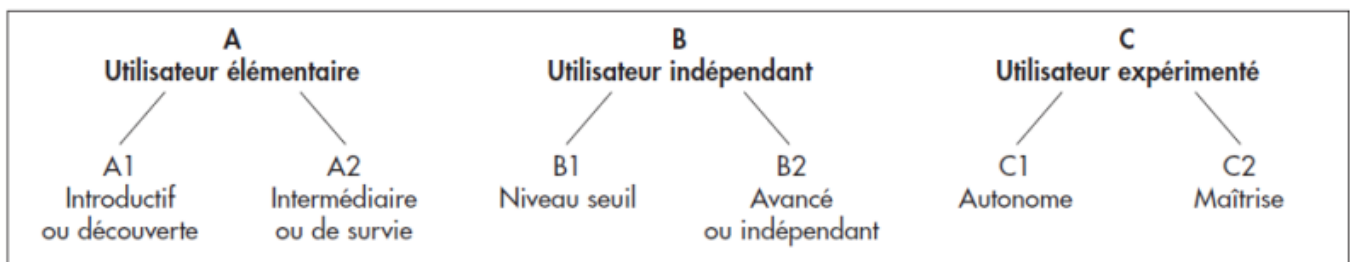 A
Utilisateur élémentaire
B
Utilisateur indépendant
C
Utilisateur expérimenté
A1
Introductif
ou découverte
A2
Intermédiaire
ou de survie
B1
Niveau seuil
B2
Avancé
ou indépendant
C1
Autonome
C2
Maîtrise